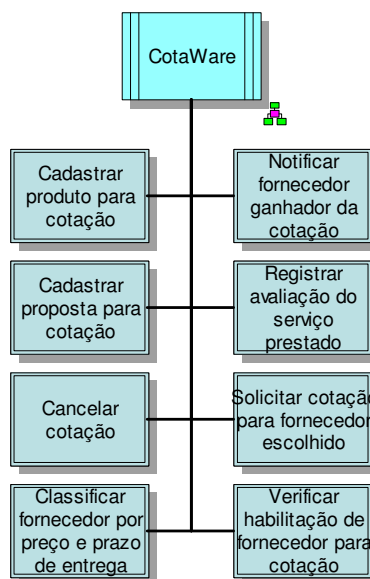 CotaWare
Cadastrar
produto para
cotação
Notificar
fornecedor
ganhador da
cotação
Cadastrar
proposta para
cotação
Registrar
avaliação do
serviço
prestado
Cancelar
cotação
Solicitar cotação
para fornecedor
escolhido
Classificar
fornecedor por
preço e prazo
de entrega
Verificar
habilitação de
fornecedor para
cotação